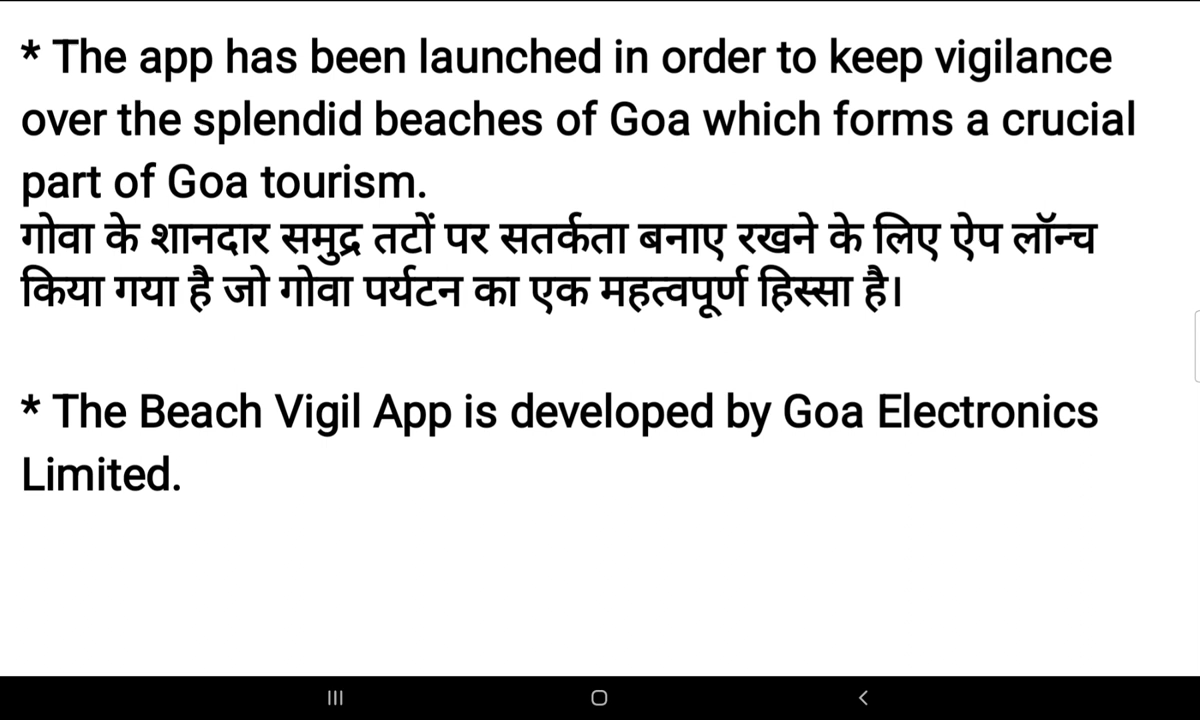 * The app has been launched in order to keep vigilance
over the splendid beaches of Goa which forms a crucial
part of Goa tourism.
गोवा के शानदार समुद्र तटों पर सतर्कता बनाए रखने के लिए ऐप लॉन्च
किया गया है जो गोवा पर्यटन का एक महत्वपूर्ण हिस्सा है।
* The Beach Vigil App is developed by Goa Electronics
Limited.